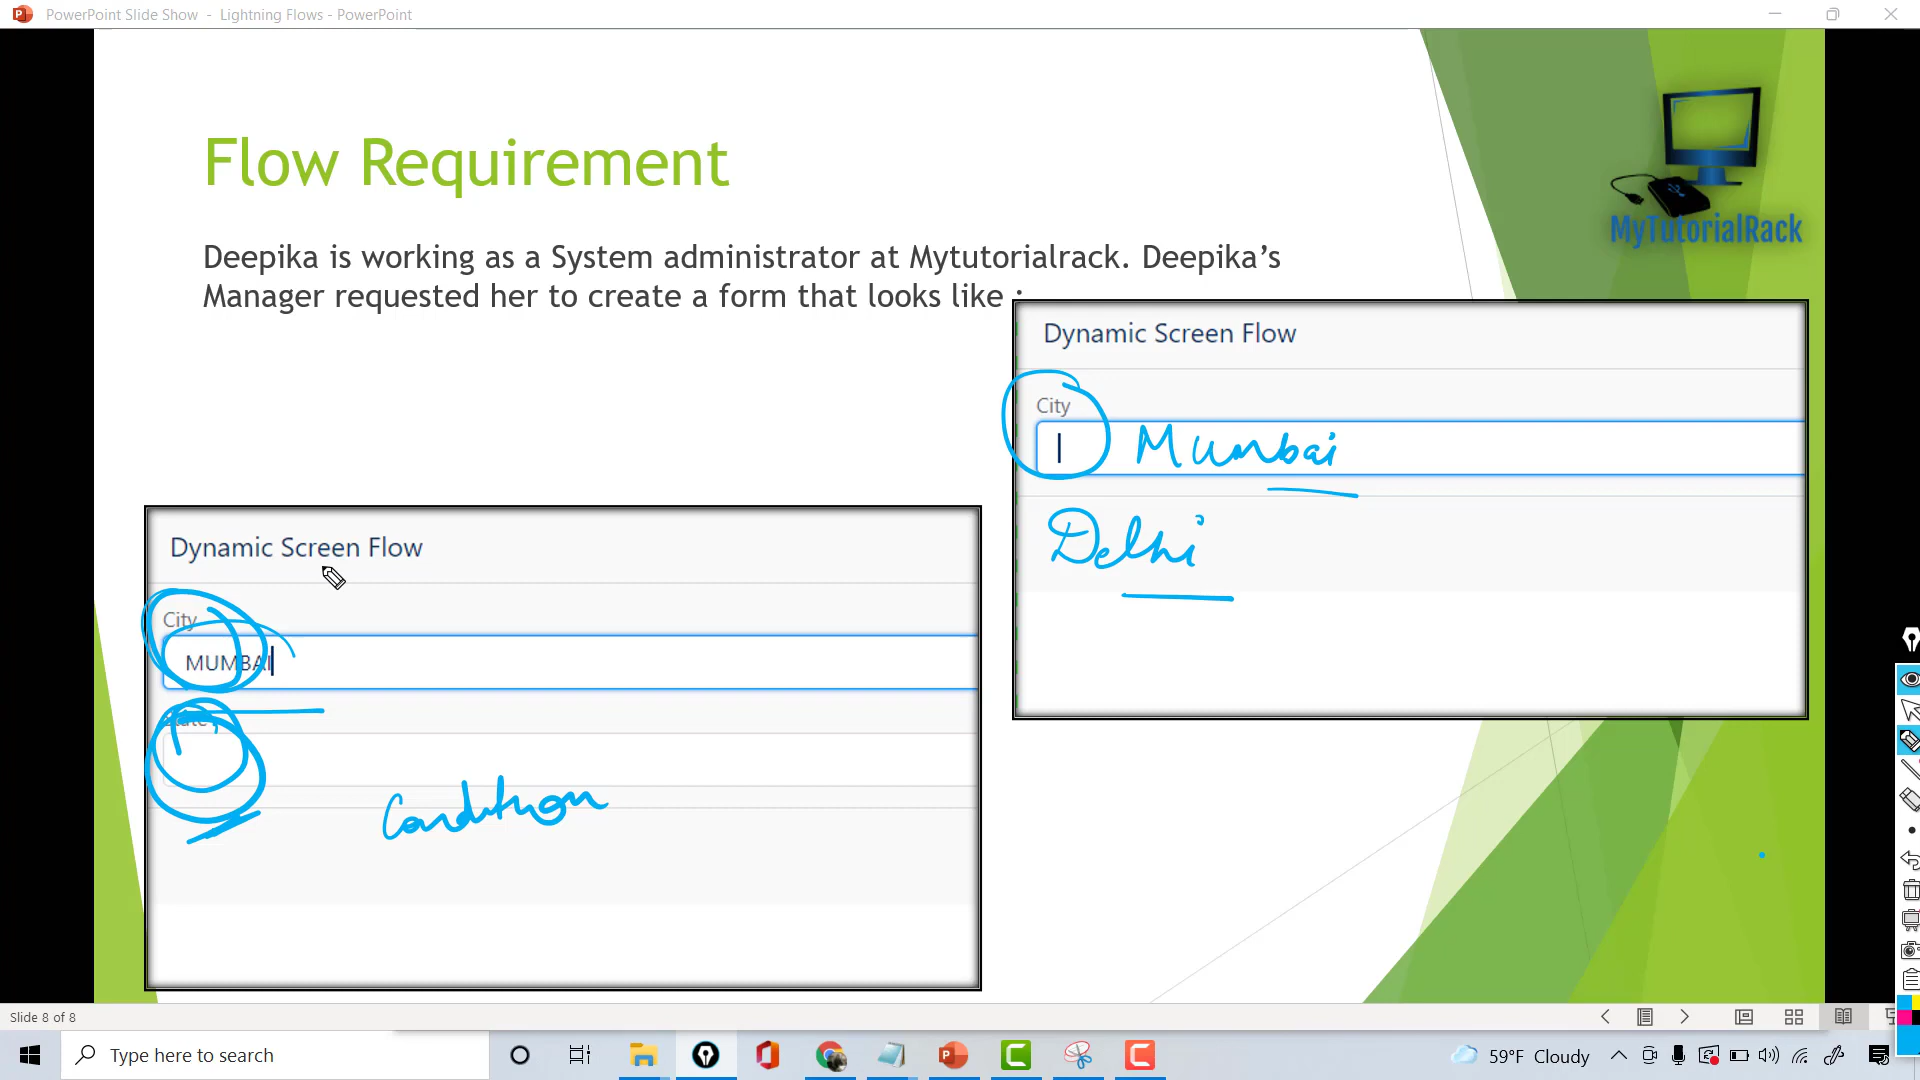 PowerPoint Slide Show - Lightning Flows - PowerPoint
Flow Requirement
MyTutorialRack
Deepika is working as a System administrator at Mytutorialrack. Deepika’s
Manager requested her to create a form that looks like :
Dynamic Screen Flow
City
Mumbai
Delhi
Dynamic Screen Flow
City
MUMBAI
State
Condition
Slide 8 of 8
Type here to search
59°F Cloudy